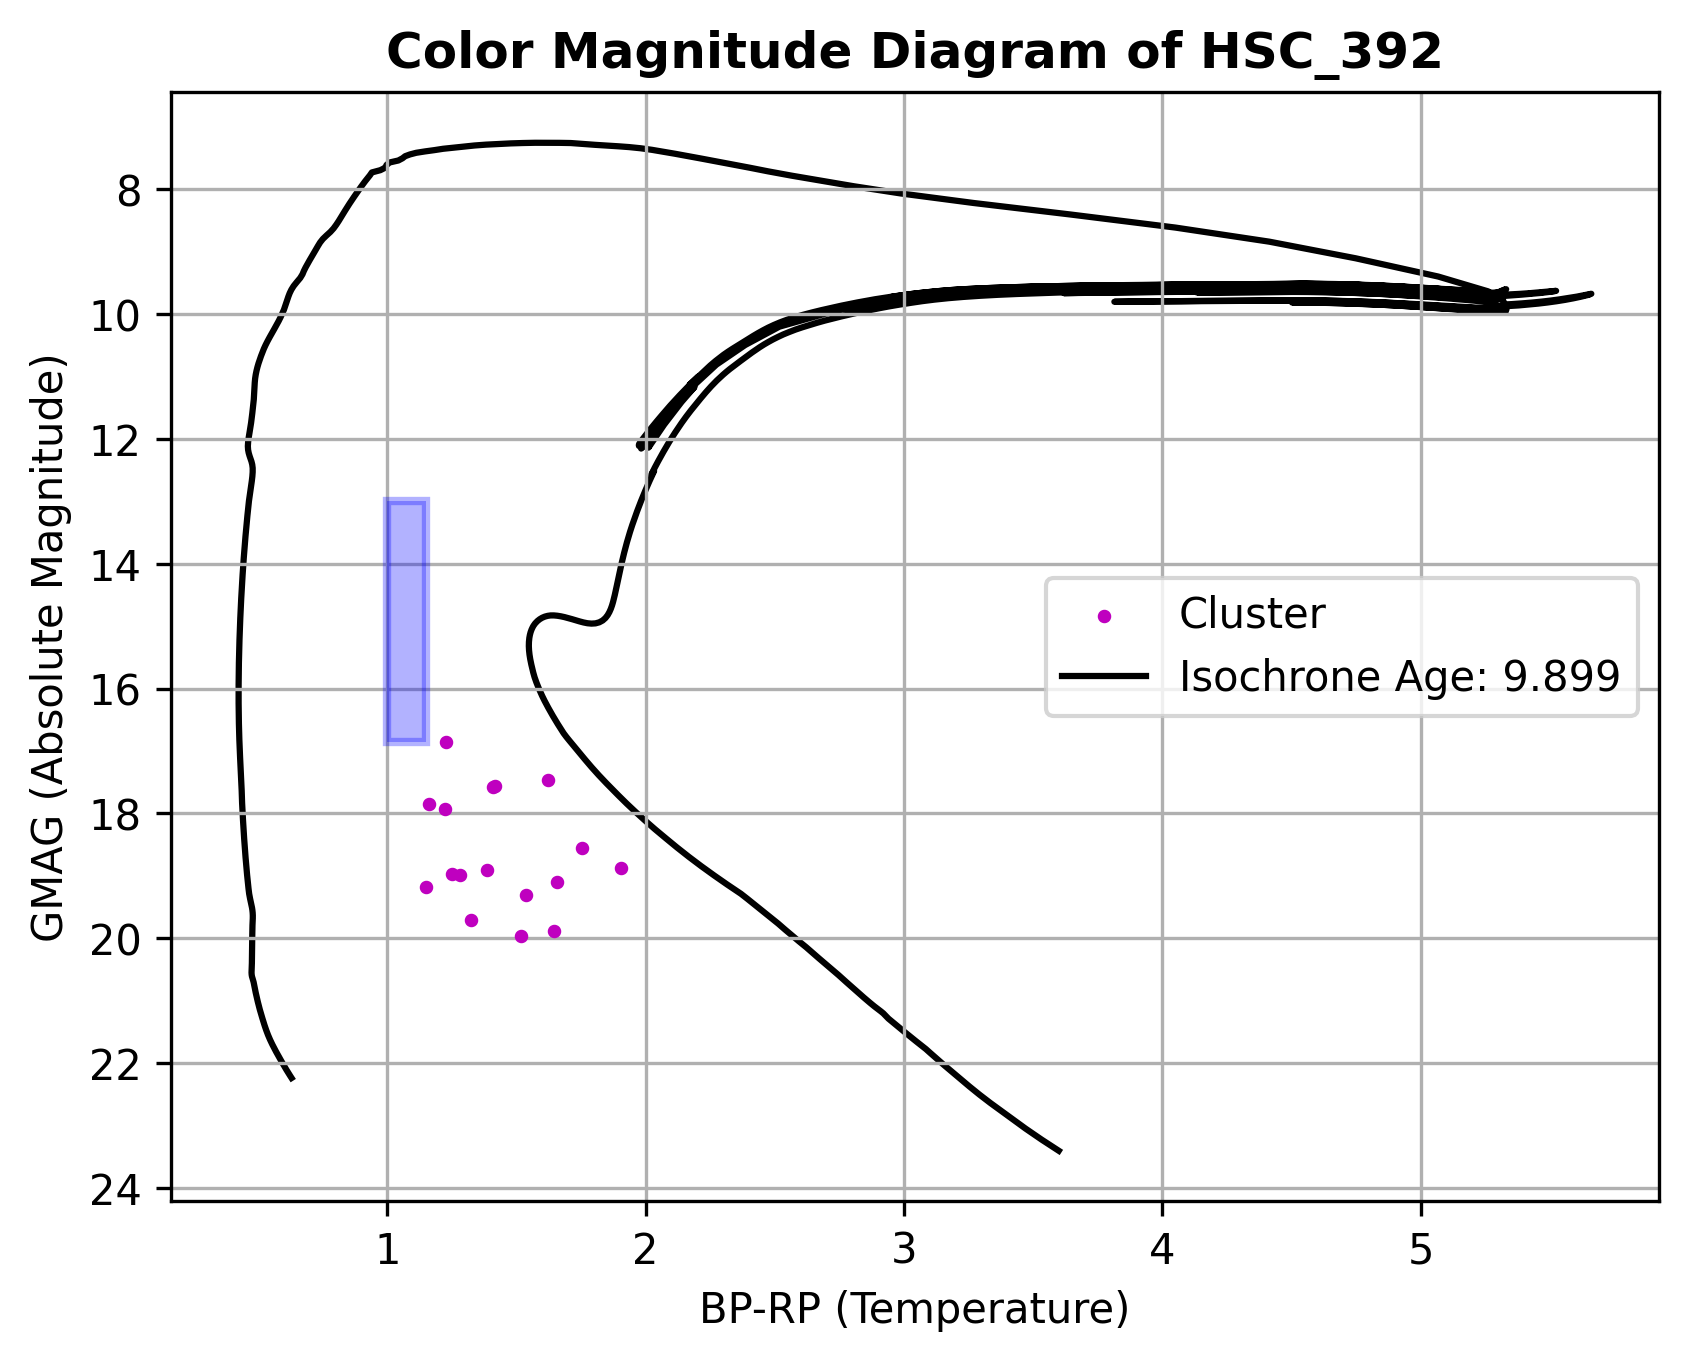 Color Magnitude Diagram of HSC_392
GMAG (Absolute Magnitude)
8
10
12
14
16
18
20
22
24
Cluster
Isochrone Age: 9.899
1 2 3 4 5
BP-RP (Temperature)